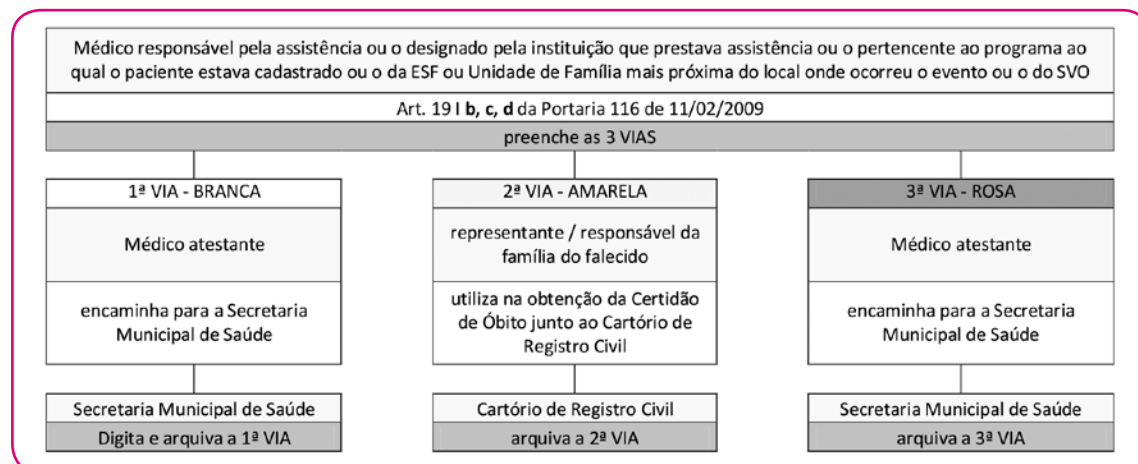 Médico responsável pela assistência ou o designado pela instituição que prestava assistência ou o pertencente ao programa ao
qual o paciente estava cadastrado ou o da ESF ou Unidade de Família mais próxima do local onde ocorreu o evento ou o do SVO
Art. 19 I b, c, d da Portaria 116 de 11/02/2009
preenche as 3 VIAS
1ª VIA - BRANCA
Médico atestante
encaminha para a Secretaria
Municipal de Saúde
Secretaria Municipal de Saúde
Digita e arquiva a 1ª VIA
2ª VIA - AMARELA
representante / responsável da
família do falecido
utiliza na obtenção da Certidão
de Óbito junto ao Cartório de
Registro Civil
Cartório de Registro Civil
arquiva a 2ª VIA
3ª VIA - ROSA
Médico atestante
encaminha para a Secretaria
Municipal de Saúde
Secretaria Municipal de Saúde
arquiva a 3ª VIA